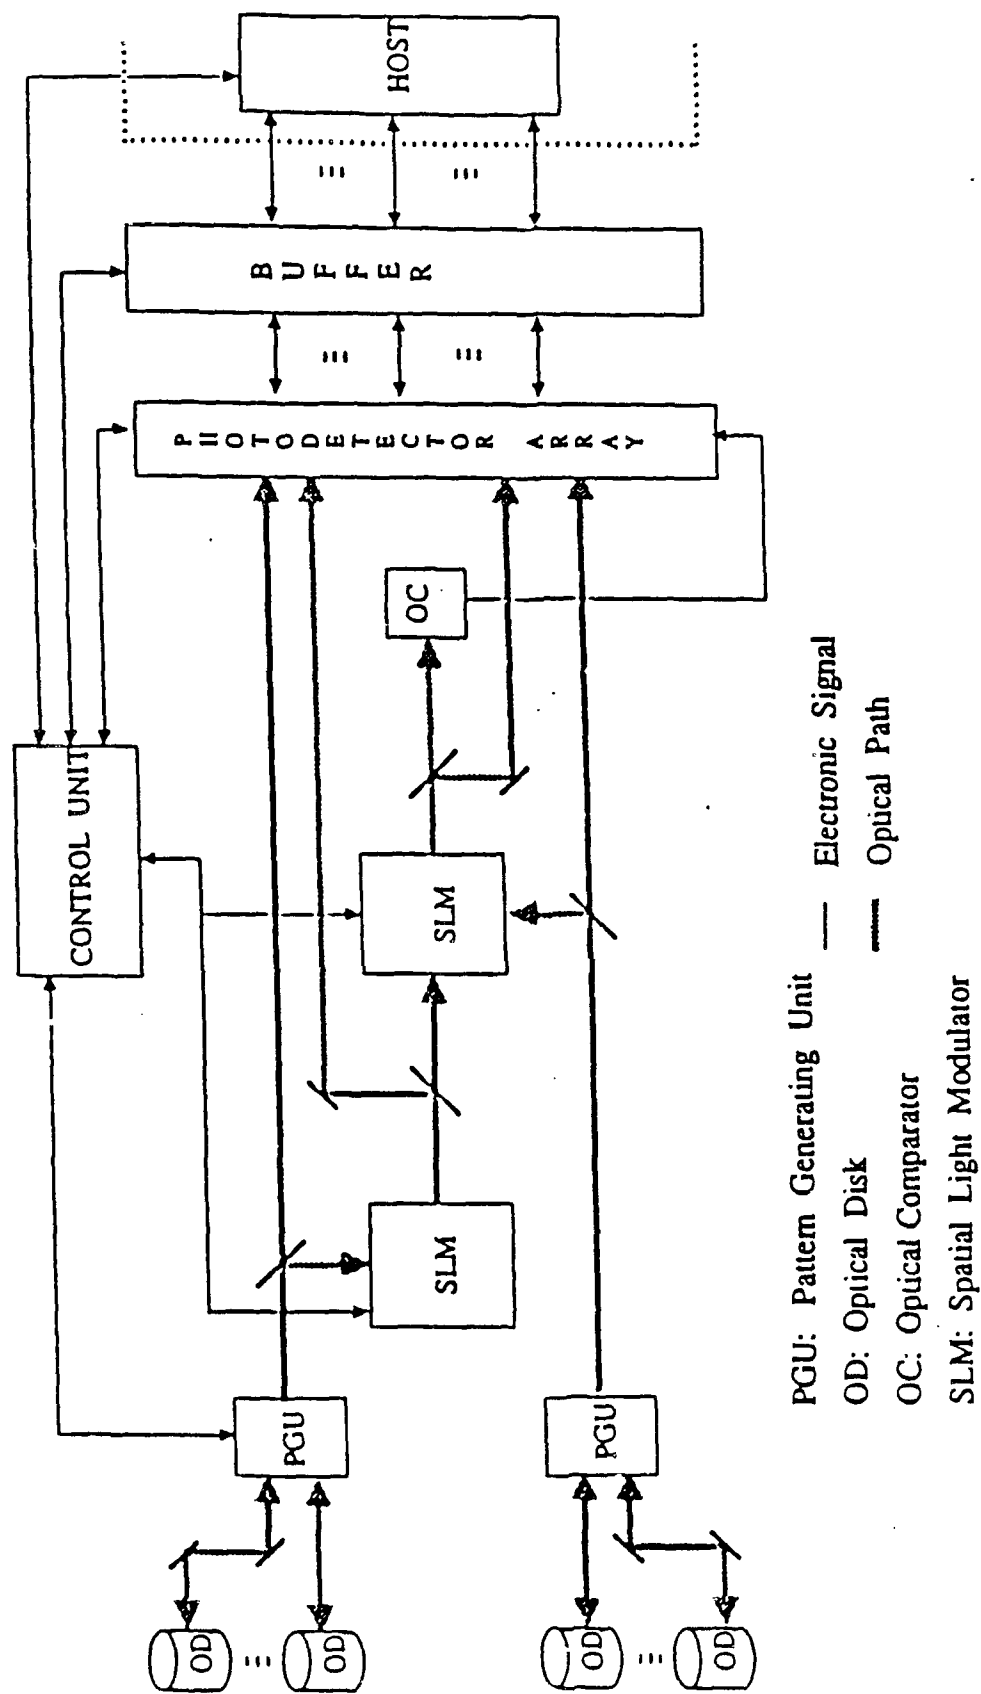 CONTROL UNIT
HOST
BUFFER
PHOTODETECTOR ARRAY
OC
SLM
SLM
PGU
PGU
OD
OD
OD
OD
PGU: Pattern Generating Unit
OD: Optical Disk
OC: Optical Comparator
SLM: Spatial Light Modulator
Electronic Signal
Optical Path